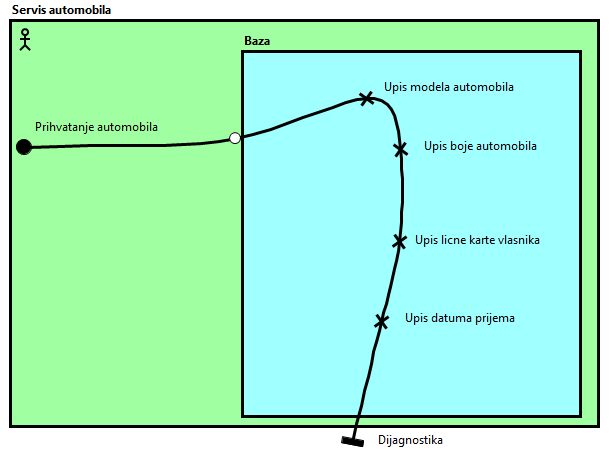 Servis automobila
Baza
Upis modela automobila
Prihvatanje automobila
Upis boje automobila
Upis licne karte vlasnika
Upis datuma prijema
Dijagnostika